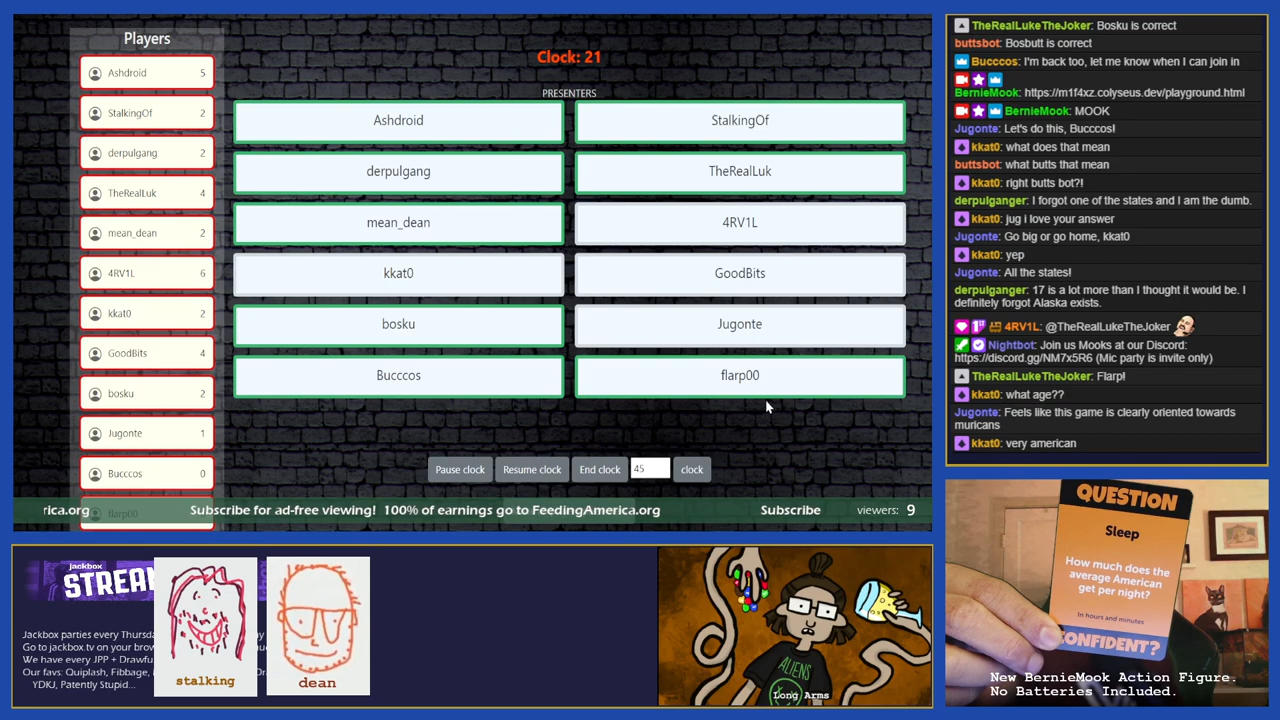 Players
Ashdroid 5
StalkingOf 2
derpulgang 2
TheRealLuk 4
mean_dean 2
4RV1L 6
kkat0 2
GoodBits 4
bosku 2
Jugonte 1
Bucccos 0
flarp00
Clock: 21
PRESENTERS
Ashdroid StalkingOf
derpulgang TheRealLuk
mean_dean 4RV1L
kkat0 GoodBits
bosku Jugonte
Bucccos flarp00
Pause clock Resume clock End clock 45 clock
rica.org Subscribe for ad-free viewing! 100% of earnings go to FeedingAmerica.org Subscribe viewers: 9
TheRealLukeTheJoker: Bosku is correct
buttsbot: Bosbutt is correct
Bucccos: I'm back too, let me know when I can join in
BernieMook: https://m1f4xz.colyseus.dev/playground.html
BernieMook: MOOK
Jugonte: Let's do this, Bucccos!
kkat0: what does that mean
buttsbot: what butts that mean
kkat0: right butts bot?!
derpulganger: I forgot one of the states and I am the dumb.
kkat0: jug i love your answer
Jugonte: Go big or go home, kkat0
kkat0: yep
Jugonte: All the states!
derpulganger: 17 is a lot more than I thought it would be. I
definitely forgot Alaska exists.
4RV1L: @TheRealLukeTheJoker
Nightbot: Join us Mooks at our Discord:
https://discord.gg/NM7x5R6 (Mic party is invite only)
TheRealLukeTheJoker: Flarp!
kkat0: what age??
Jugonte: Feels like this game is clearly oriented towards
muricans
kkat0: very american
jackbox
STREA
Jackbox parties every Thursda
Go to jackbox.tv on your brow
We have every JPP + Drawfu
Our favs: Quiplash, Fibbage,
YDKJ, Patently Stupid...
stalking
dean
ALIENS
Long Arms
QUESTION
Sleep
How much does the
average American
get per night?
In hours and minutes
CONFIDENT?
New BernieMook Action Figure.
No Batteries Included.